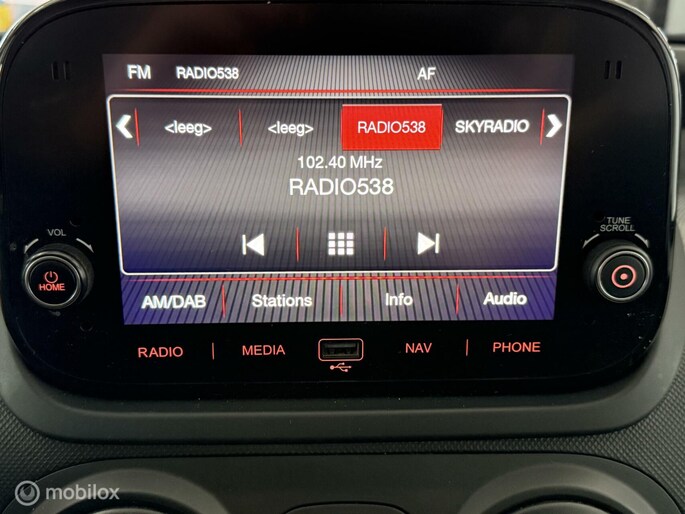 FM RADIO538 AF
<leeg> <leeg> RADIO538 SKYRADIO
102.40 MHz
RADIO538
VOL
TUNE
SCROLL
HOME
AM/DAB Stations Info Audio
RADIO MEDIA NAV PHONE
mobilox